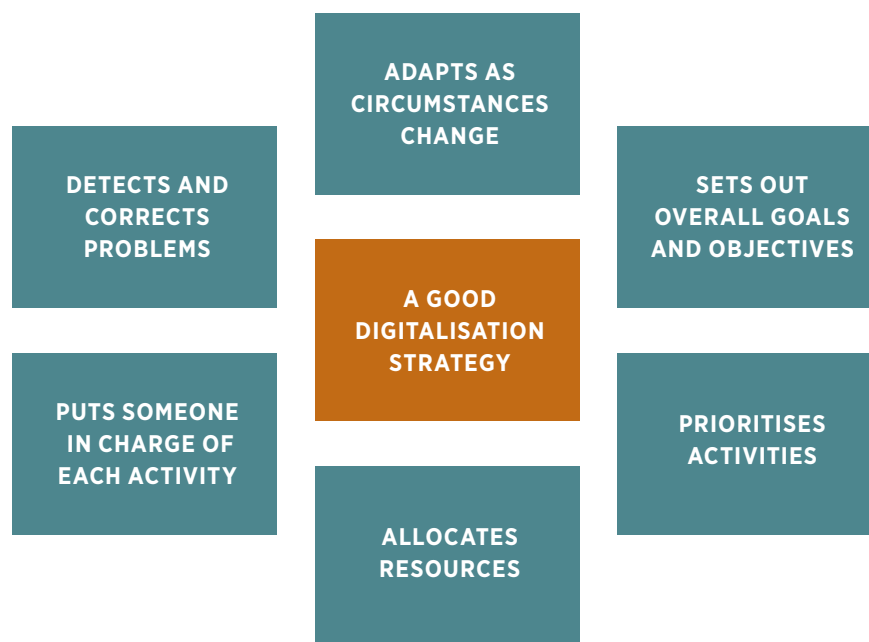 ADAPTS AS
CIRCUMSTANCES
CHANGE
DETECTS AND
CORRECTS
PROBLEMS
SETS OUT
OVERALL GOALS
AND OBJECTIVES
A GOOD
DIGITALISATION
STRATEGY
PUTS SOMEONE
IN CHARGE OF
EACH ACTIVITY
PRIORITISES
ACTIVITIES
ALLOCATES
RESOURCES